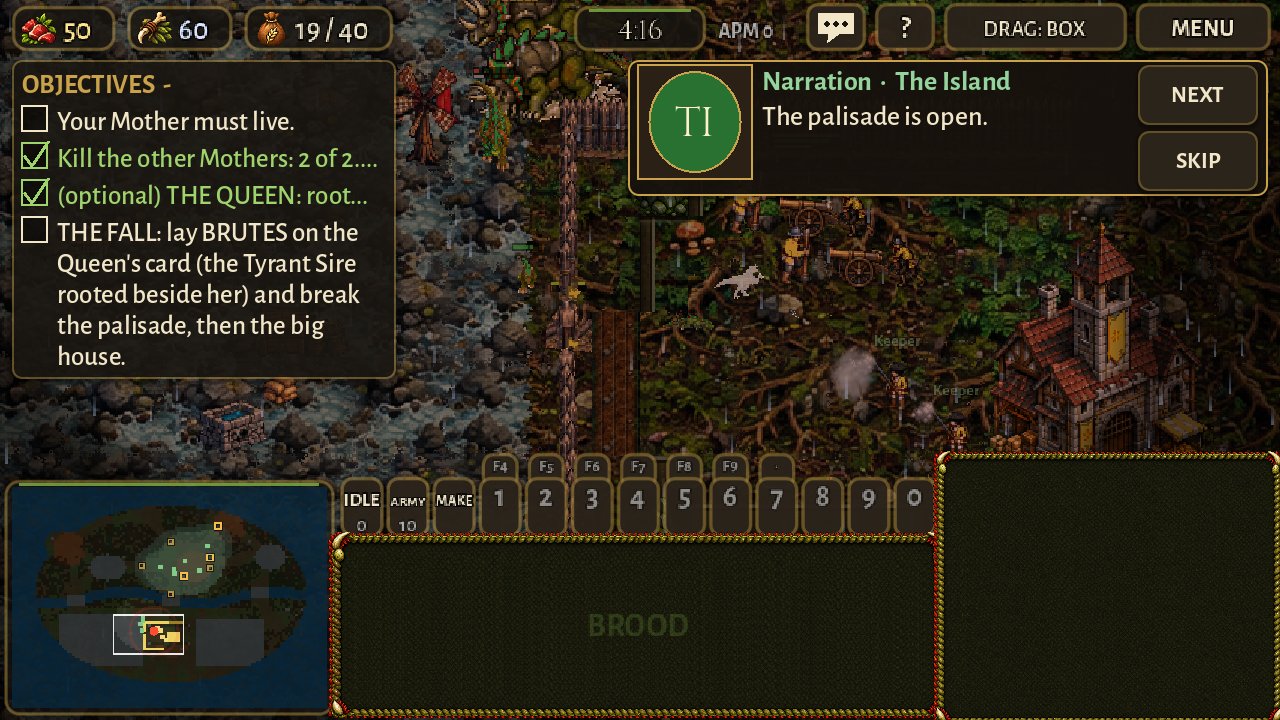 50
60
19/40
4:16
APM 0
?
DRAG: BOX
MENU
OBJECTIVES -
Your Mother must live.
Kill the other Mothers: 2 of 2....
(optional) THE QUEEN: root...
THE FALL: lay BRUTES on the
Queen's card (the Tyrant Sire
rooted beside her) and break
the palisade, then the big
house.
TI
Narration · The Island
The palisade is open.
NEXT
SKIP
Keeper
Keeper
F4
F5
F6
F7
F8
F9
IDLE
0
ARMY
10
MAKE
1
2
3
4
5
6
7
8
9
0
BROOD